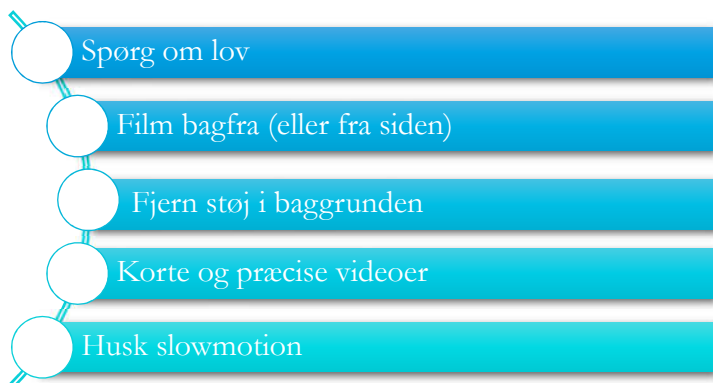 Spørg om lov
Film bagfra (eller fra siden)
Fjern støj i baggrunden
Korte og præcise videoer
Husk slowmotion